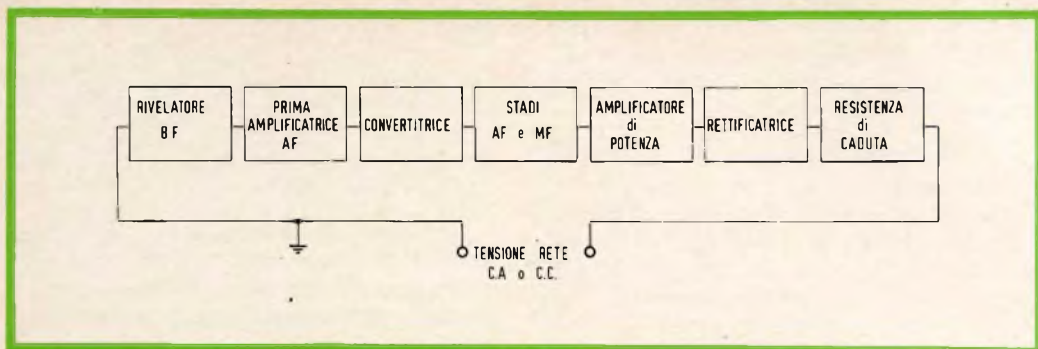 RIVELATORE
BF
PRIMA
AMPLIFICATRICE
AF
CONVERTITRICE
STADI
AF e MF
AMPLIFICATORE
di
POTENZA
RETTIFICATRICE
RESISTENZA
di
CADUTA
TENSIONE RETE
C.A o C.C.